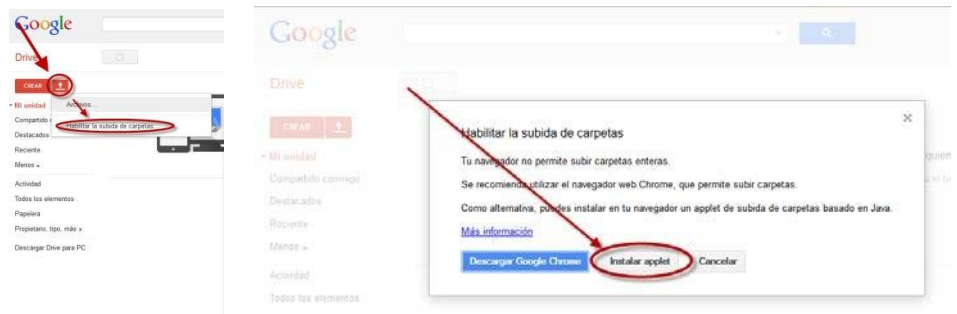 Google
Drive
CREAR
Archivos...
Habilitar la subida de carpetas
Mi unidad
Compartido
Destacados
Reciente
Menos
Actividad
Todos los elementos
Papelera
Propietario, tipo, más
Descargar Drive para PC
Google
Drive
CREAR
Mi unidad
Compartido conmigo
Destacados
Reciente
Menos
Actividad
Todos los elementos
Habilitar la subida de carpetas
Tu navegador no permite subir carpetas enteras.
Se recomienda utilizar el navegador web Chrome, que permite subir carpetas.
Como alternativa, puedes instalar en tu navegador un applet de subida de carpetas basado en Java.
Más información
Descargar Google Chrome Instalar applet Cancelar